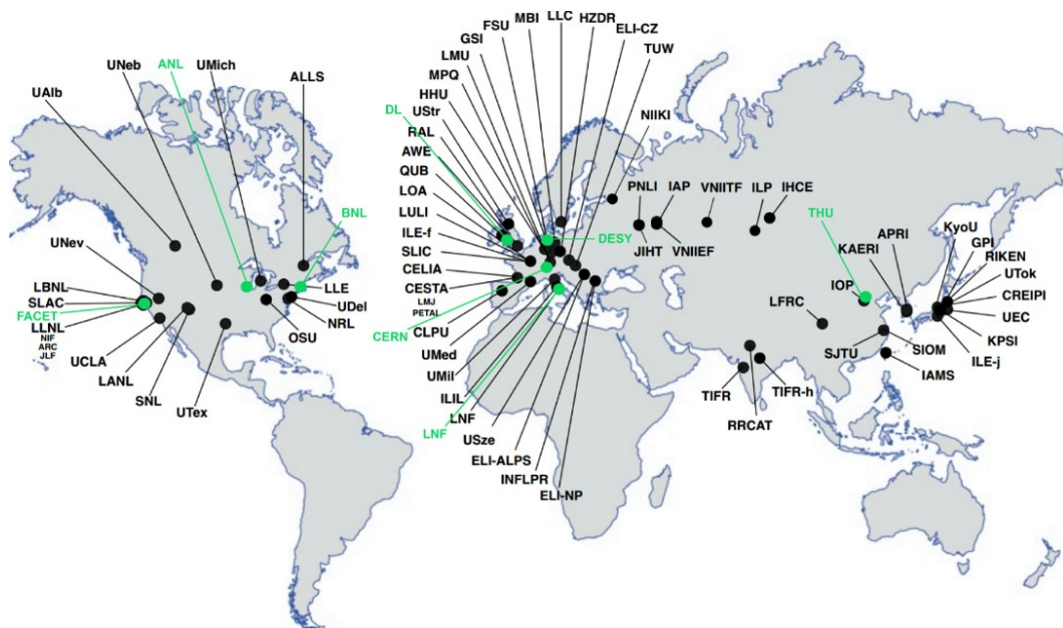 UAlb
UNeb
ANL
UMich
ALLS
BNL
UNev
LBNL
SLAC
FACET
LLNL
NIF
ARC
JLF
UCLA
LANL
SNL
UTex
OSU
NRL
UDel
LLE
DL
FSU
MBI
LLC
HZDR
ELI-CZ
TUW
NIIKI
GSI
LMU
MPQ
HHU
UStr
RAL
AWE
QUB
LOA
LULI
ILE-f
SLIC
CELIA
CESTA
LMJ
PETAL
CLPU
CERN
UMed
UMil
ILIL
LNF
LNF
USze
ELI-ALPS
INFLPR
ELI-NP
DESY
PNLI
IAP
VNIITF
ILP
IHCE
JIHT
VNIIEF
THU
KAERI
APRI
KyoU
GPI
RIKEN
UTok
CREIPI
UEC
KPSI
ILE-j
IOP
LFRC
SJTU
SIOM
IAMS
TIFR
RRCAT
TIFR-h